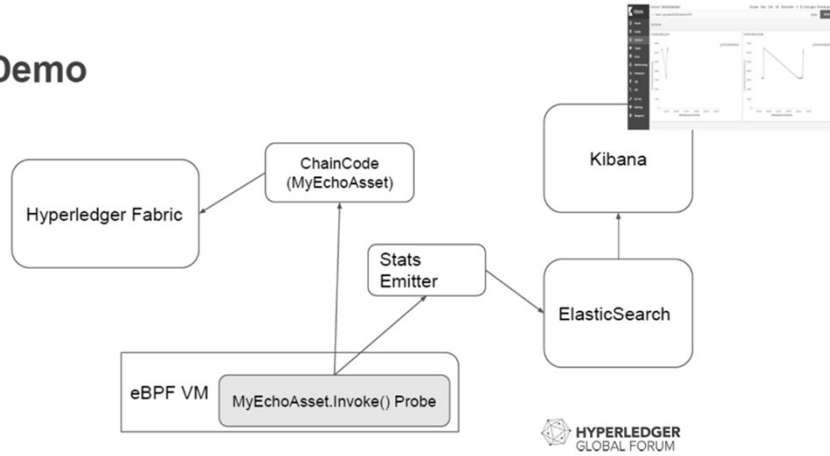 Demo
Hyperledger Fabric
ChainCode
(MyEchoAsset)
Stats
Emitter
Kibana
ElasticSearch
eBPF VM
MyEchoAsset.Invoke() Probe
HYPERLEDGER
GLOBAL FORUM